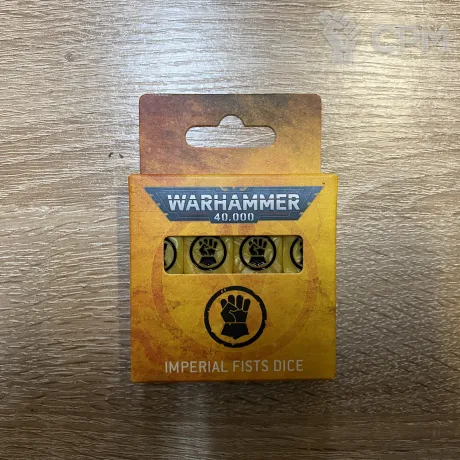 CPM
WARHAMMER
40,000
IMPERIAL FISTS DICE